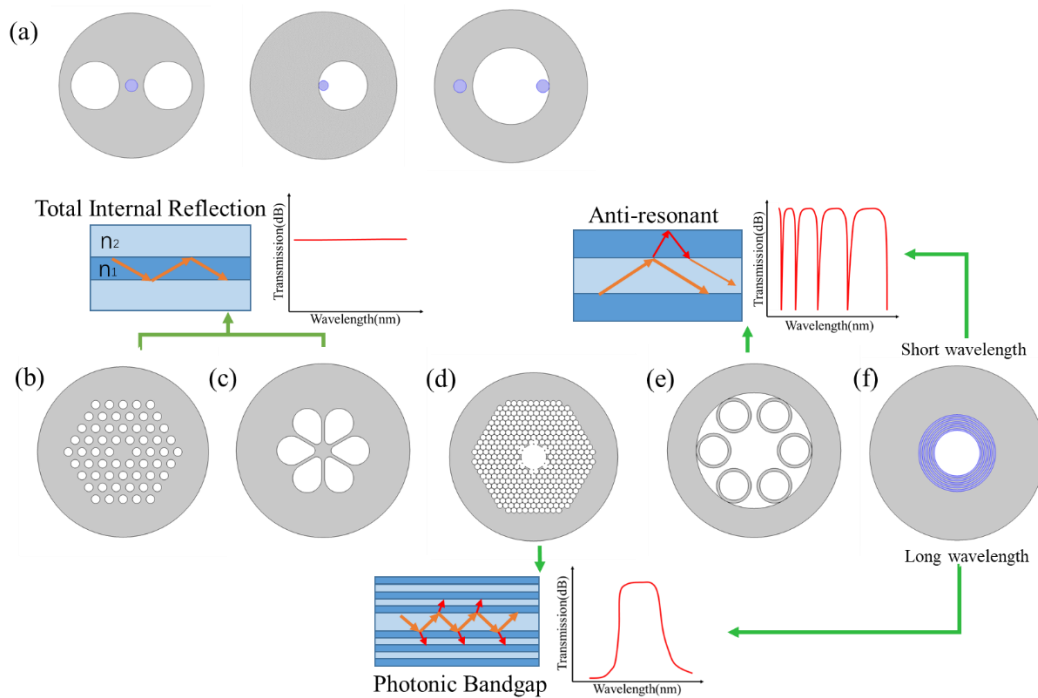 (a)
Total Internal Reflection
n2
n1
Transmission(dB)
Wavelength(nm)
Anti-resonant
Transmission(dB)
Wavelength(nm)
Short wavelength
(b)
(c)
(d)
(e)
(f)
Long wavelength
Photonic Bandgap
Transmission(dB)
Wavelength(nm)